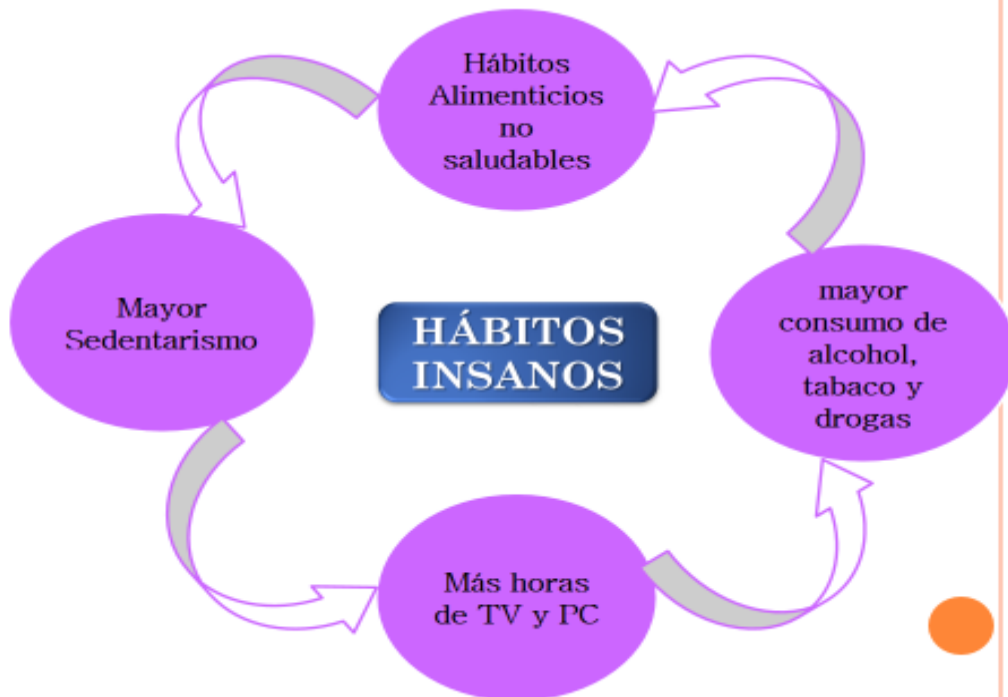 Hábitos
Alimenticios
no
saludables
Mayor
Sedentarismo
HÁBITOS
INSANOS
mayor
consumo de
alcohol,
tabaco y
drogas
Más horas
de TV y PC